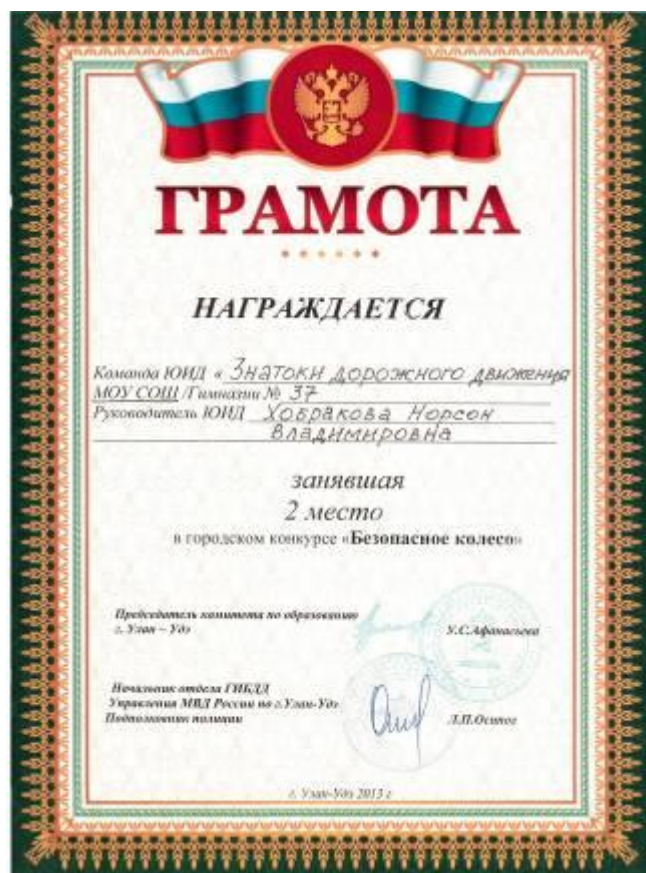 ГРАМОТА
НАГРАЖДАЕТСЯ
Команда ЮИД « Знатоки дорожного движения
МОУ СОШ /Гимназии № 37
Руководитель ЮИД Хобракова Норсон
Владимировна
занявшая
2 место
в городском конкурсе «Безопасное колесо»
Председатель комитета по образованию
г. Улан – Удэ У.С.Афанасьева
Начальник отдела ГИБДД
Управления МВД России по г.Улан-Удэ
Подполковник полиции Л.П.Осипов
г. Улан-Удэ 2013 г